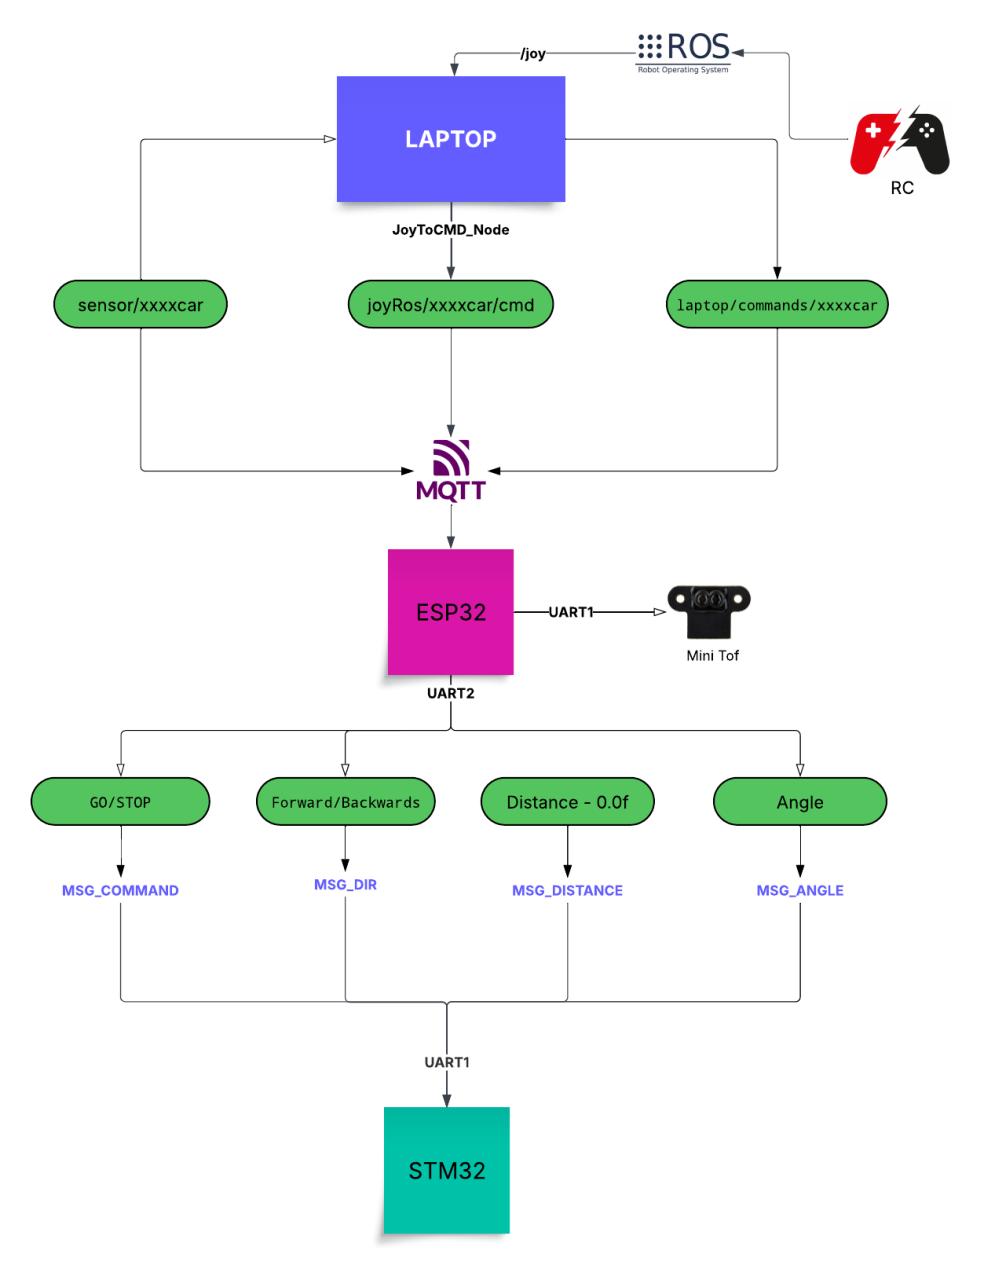 ROS
Robot Operating System
/joy
LAPTOP
RC
JoyToCMD_Node
sensor/xxxxcar
joyRos/xxxxcar/cmd
laptop/commands/xxxxcar
MQTT
ESP32
UART1
Mini Tof
UART2
GO/STOP
Forward/Backwards
Distance - 0.0f
Angle
MSG_COMMAND
MSG_DIR
MSG_DISTANCE
MSG_ANGLE
UART1
STM32